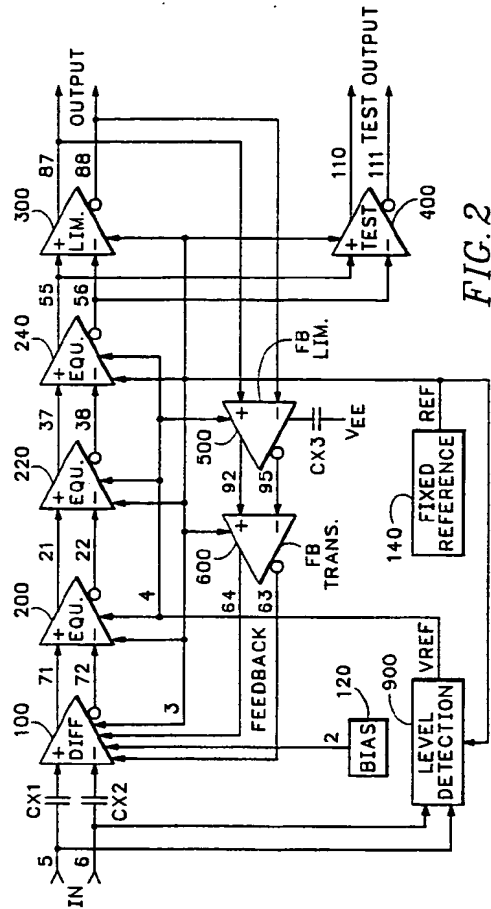 OUTPUT
87
88
300
+ LIM. −
55
56
240
+ EQU. −
37
38
220
+ EQU. −
21
22
200
+ EQU. −
71
72
100
+ DIFF −
CX1
CX2
5
6
IN
110
111
TEST OUTPUT
+ TEST −
400
4
3
FB LIM.
+ −
500
CX3
VEE
92
95
+ −
600
FB TRANS.
64
63
FEEDBACK
2
120
BIAS
VREF
900
LEVEL
DETECTION
REF
140
FIXED
REFERENCE
FIG. 2